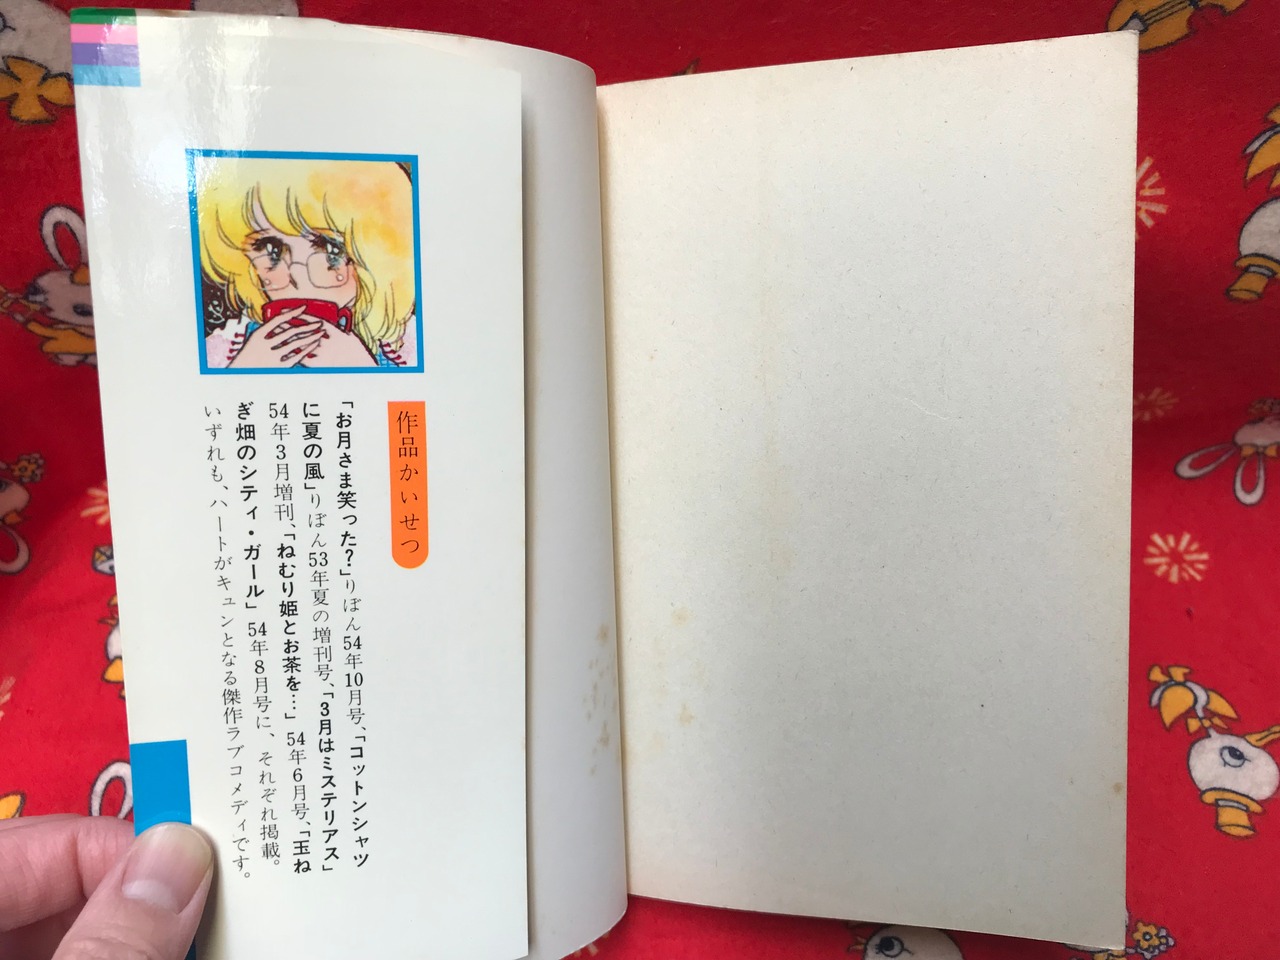 作品かいせつ
「お月さま笑った?」りぼん54年10月号、「コットンシャツ
に夏の風」りぼん53年夏の増刊号、「3月はミステリアス」
54年3月増刊、「ねむり姫とお茶を…」54年6月号、「玉ね
ぎ畑のシティ・ガール」54年8月号に、それぞれ掲載。
いずれも、ハートがキュンとなる傑作ラブコメディです。